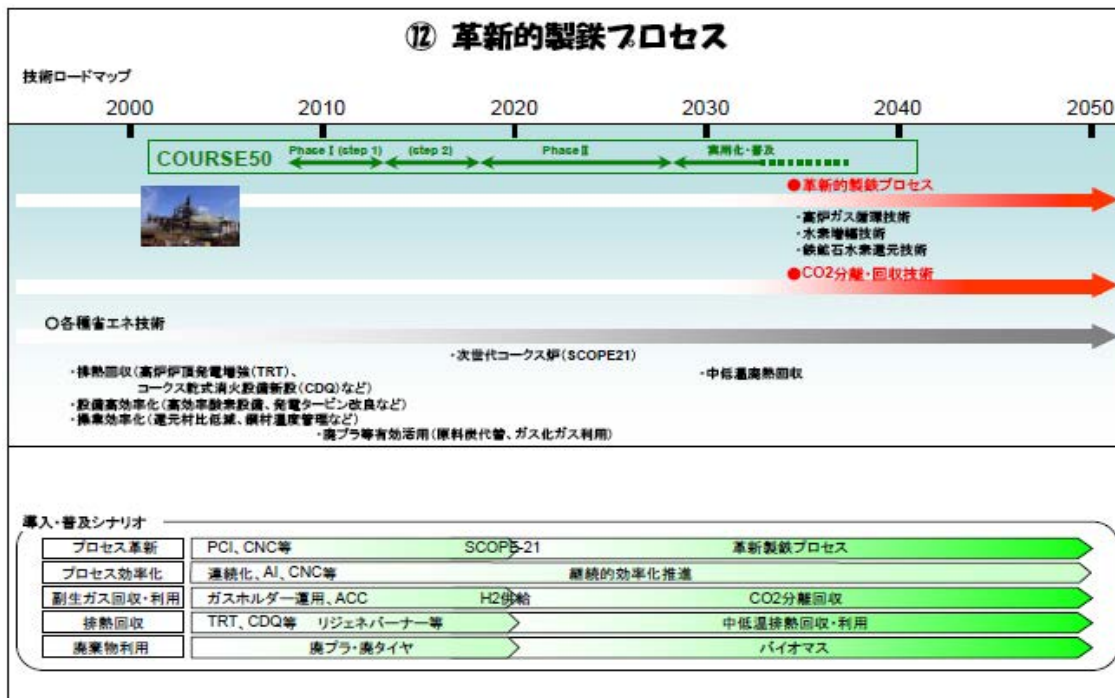 ⑫ 革新的製鉄プロセス
技術ロードマップ
2000 2010 2020 2030 2040 2050
COURSE50 Phase I (step 1) (step 2) Phase II 実用化・普及
●革新的製鉄プロセス
・高炉ガス循環技術
・水素増幅技術
・鉄鉱石水素還元技術
●CO2分離・回収技術
○各種省エネ技術
・次世代コークス炉(SCOPE21)
・排熱回収(高炉炉頂発電増強(TRT)、
・中低温廃熱回収
コークス乾式消火設備新設(CDQ)など)
・設備高効率化(高効率酸素設備、発電タービン改良など)
・操業効率化(還元材比低減、鋼材温度管理など)
・廃プラ等有効活用(原料炭代替、ガス化ガス利用)
導入・普及シナリオ
プロセス革新 PCI、CNC等 SCOPE-21 革新製鉄プロセス
プロセス効率化 連続化、AI、CNC等 継続的効率化推進
副生ガス回収・利用 ガスホルダー運用、ACC H2供給 CO2分離回収
排熱回収 TRT、CDQ等 リジェネバーナー等 中低温排熱回収・利用
廃棄物利用 廃プラ・廃タイヤ バイオマス